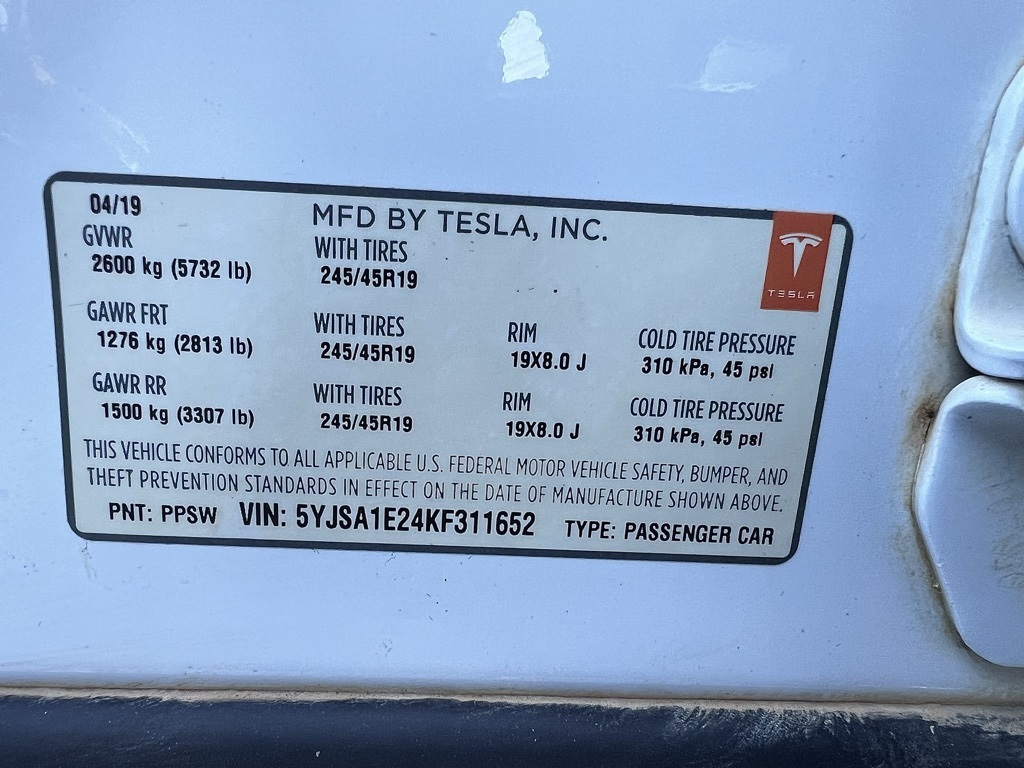 04/19 MFD BY TESLA, INC.
GVWR WITH TIRES
2600 kg (5732 lb) 245/45R19
TESLA
GAWR FRT WITH TIRES RIM COLD TIRE PRESSURE
1276 kg (2813 lb) 245/45R19 19X8.0 J 310 kPa, 45 psi
GAWR RR WITH TIRES RIM COLD TIRE PRESSURE
1500 kg (3307 lb) 245/45R19 19X8.0 J 310 kPa, 45 psi
THIS VEHICLE CONFORMS TO ALL APPLICABLE U.S. FEDERAL MOTOR VEHICLE SAFETY, BUMPER, AND
THEFT PREVENTION STANDARDS IN EFFECT ON THE DATE OF MANUFACTURE SHOWN ABOVE.
PNT: PPSW VIN: 5YJSA1E24KF311652 TYPE: PASSENGER CAR